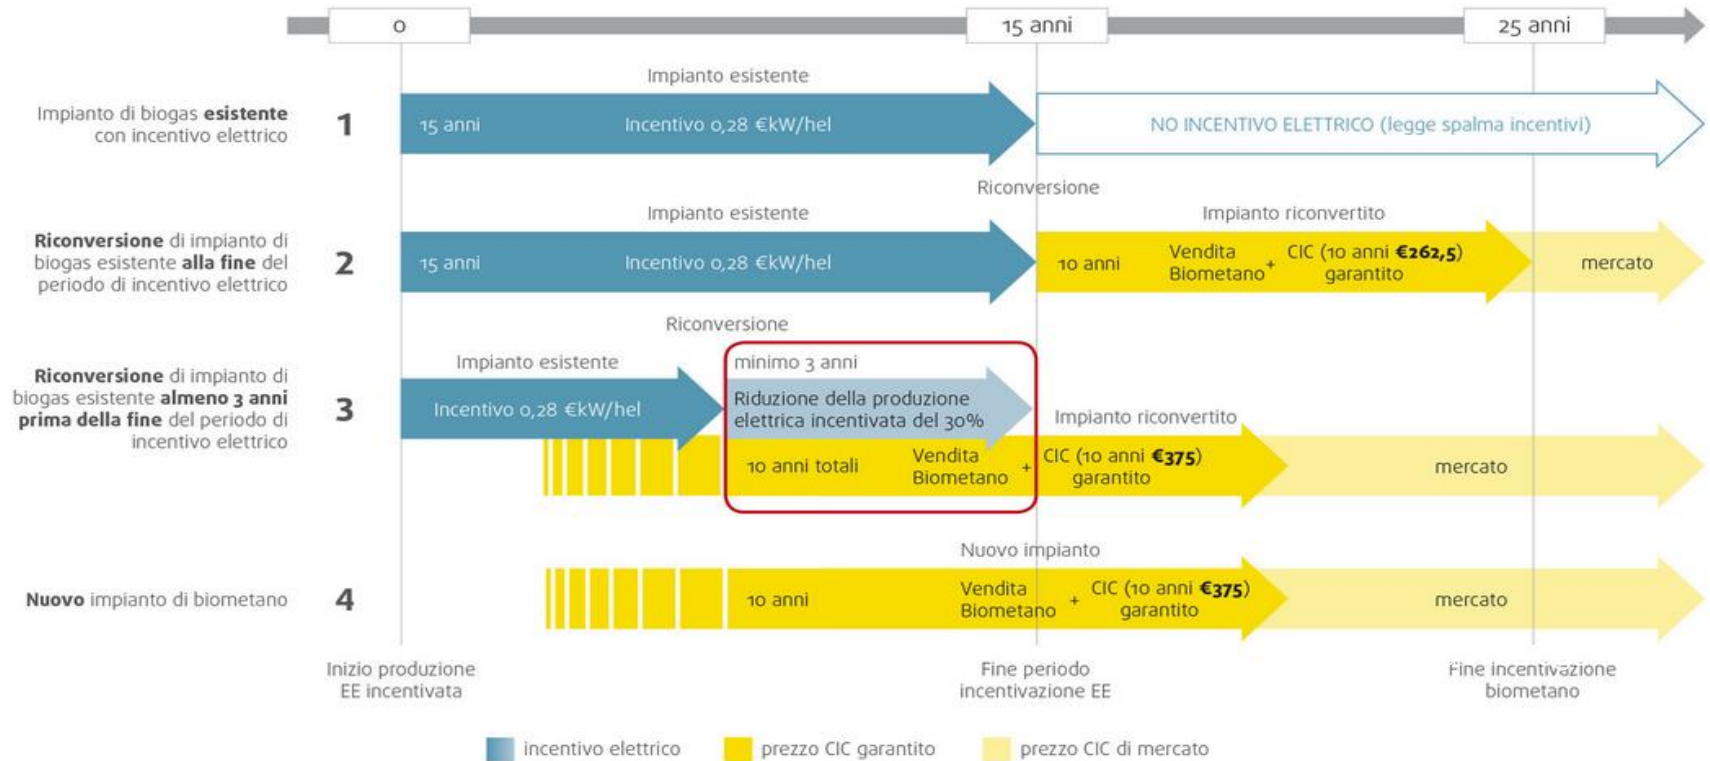 0
15 anni
25 anni
Impianto di biogas esistente
con incentivo elettrico
1
Impianto esistente
15 anni
Incentivo 0,28 €kW/hel
NO INCENTIVO ELETTRICO (legge spalma incentivi)
Riconversione
Riconversione di impianto di
biogas esistente alla fine del
periodo di incentivo elettrico
2
Impianto esistente
15 anni
Incentivo 0,28 €kW/hel
Impianto riconvertito
10 anni
Vendita
Biometano
+
CIC (10 anni €262,5)
garantito
mercato
Riconversione
Riconversione di impianto di
biogas esistente almeno 3 anni
prima della fine del periodo di
incentivo elettrico
3
Impianto esistente
Incentivo 0,28 €kW/hel
minimo 3 anni
Riduzione della produzione
elettrica incentivata del 30%
Impianto riconvertito
10 anni totali
Vendita
Biometano
+
CIC (10 anni €375)
garantito
mercato
Nuovo impianto di biometano
4
Nuovo impianto
10 anni
Vendita
Biometano
+
CIC (10 anni €375)
garantito
mercato
Inizio produzione
EE incentivata
Fine periodo
incentivazione EE
Fine incentivazione
biometano
incentivo elettrico
prezzo CIC garantito
prezzo CIC di mercato